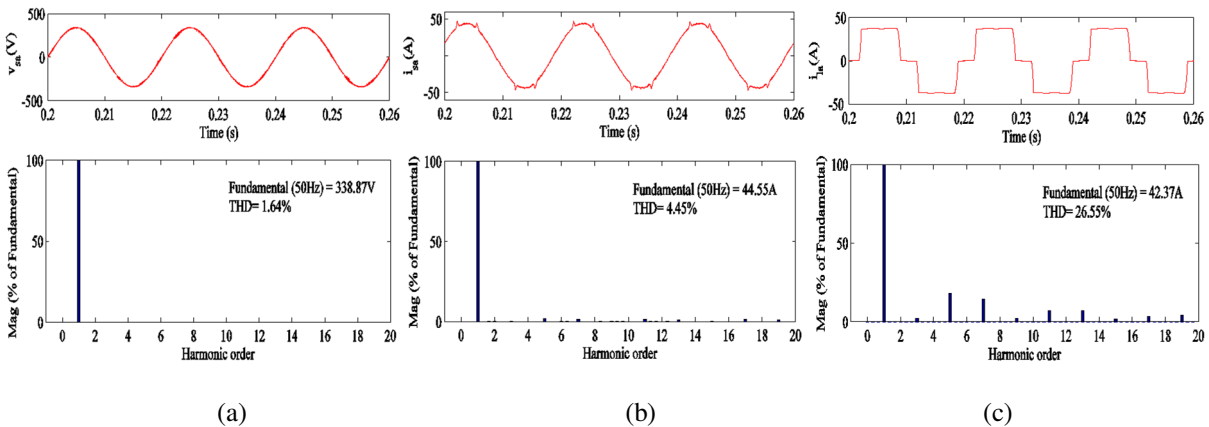 500
0
-500
v_sa (V)
0.2 0.21 0.22 0.23 0.24 0.25 0.26
Time (s)
100
50
0
Mag (% of Fundamental)
Fundamental (50Hz) = 338.87V
THD= 1.64%
0 2 4 6 8 10 12 14 16 18 20
Harmonic order
(a)
50
0
-50
i_sa (A)
0.2 0.21 0.22 0.23 0.24 0.25 0.26
Time (s)
100
50
0
Mag (% of Fundamental)
Fundamental (50Hz) = 44.55A
THD= 4.45%
0 2 4 6 8 10 12 14 16 18 20
Harmonic order
(b)
50
0
-50
i_la (A)
0.2 0.21 0.22 0.23 0.24 0.25 0.26
Time (s)
100
50
0
Mag (% of Fundamental)
Fundamental (50Hz) = 42.37A
THD= 26.55%
0 2 4 6 8 10 12 14 16 18 20
Harmonic order
(c)